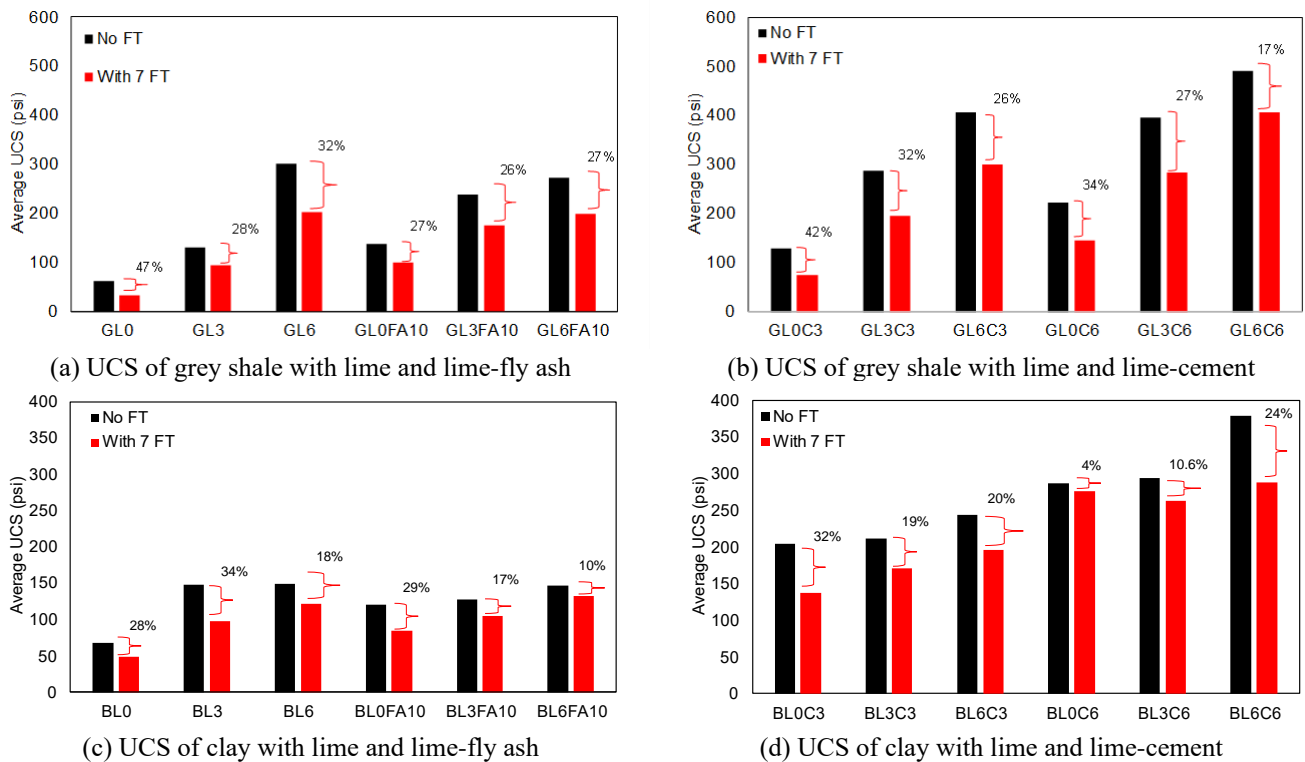 600
500
400
300
200
100
0
Average UCS (psi)
No FT
With 7 FT
47%
28%
32%
27%
26%
27%
GL0 GL3 GL6 GL0FA10 GL3FA10 GL6FA10
(a) UCS of grey shale with lime and lime-fly ash
600
500
400
300
200
100
0
Average UCS (psi)
No FT
With 7 FT
42%
32%
26%
34%
27%
17%
GL0C3 GL3C3 GL6C3 GL0C6 GL3C6 GL6C6
(b) UCS of grey shale with lime and lime-cement
400
350
300
250
200
150
100
50
0
Average UCS (psi)
No FT
With 7 FT
28%
34%
18%
29%
17%
10%
BL0 BL3 BL6 BL0FA10 BL3FA10 BL6FA10
(c) UCS of clay with lime and lime-fly ash
400
350
300
250
200
150
100
50
0
Average UCS (psi)
No FT
With 7 FT
32%
19%
20%
4%
10.6%
24%
BL0C3 BL3C3 BL6C3 BL0C6 BL3C6 BL6C6
(d) UCS of clay with lime and lime-cement